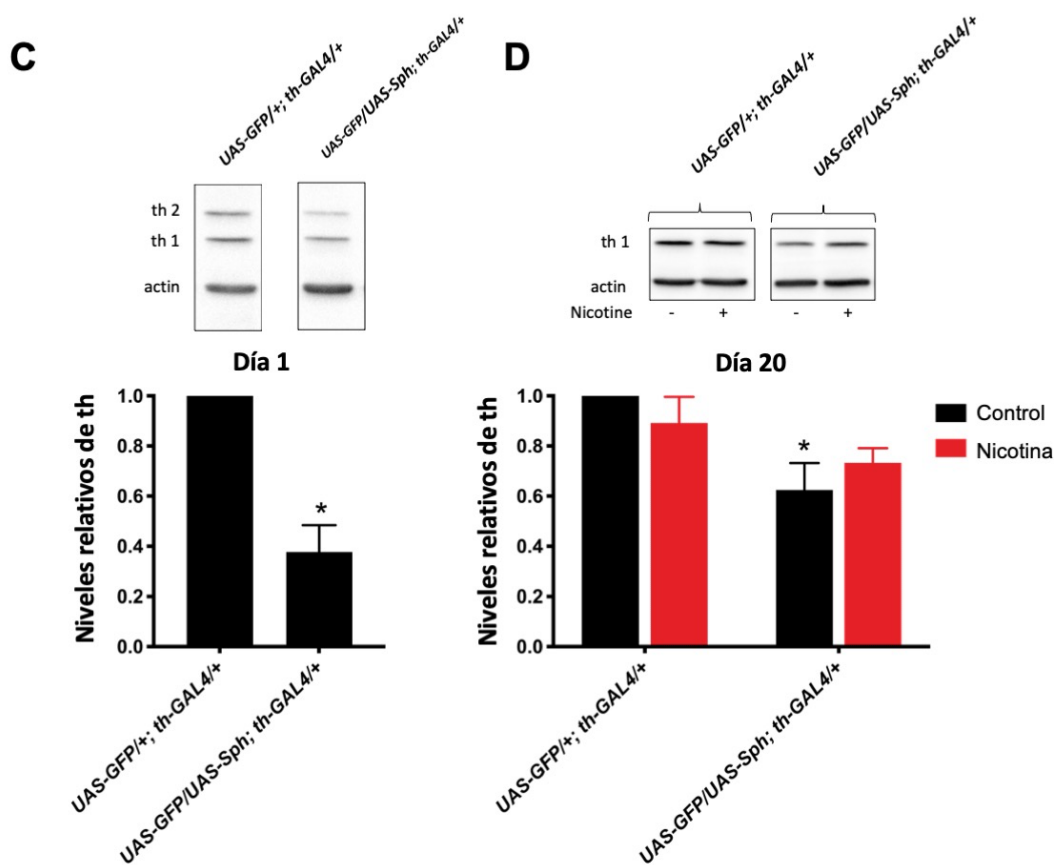 C
UAS-GFP/+; th-GAL4/+
UAS-GFP/UAS-Sph; th-GAL4/+
th 2
th 1
actin
Día 1
Niveles relativos de th
1.0
0.8
0.6
0.4
0.2
0.0
*
UAS-GFP/+; th-GAL4/+
UAS-GFP/UAS-Sph; th-GAL4/+
D
UAS-GFP/+; th-GAL4/+
UAS-GFP/UAS-Sph; th-GAL4/+
th 1
actin
Nicotine - + - +
Día 20
Niveles relativos de th
1.0
0.8
0.6
0.4
0.2
0.0
*
Control
Nicotina
UAS-GFP/+; th-GAL4/+
UAS-GFP/UAS-Sph; th-GAL4/+